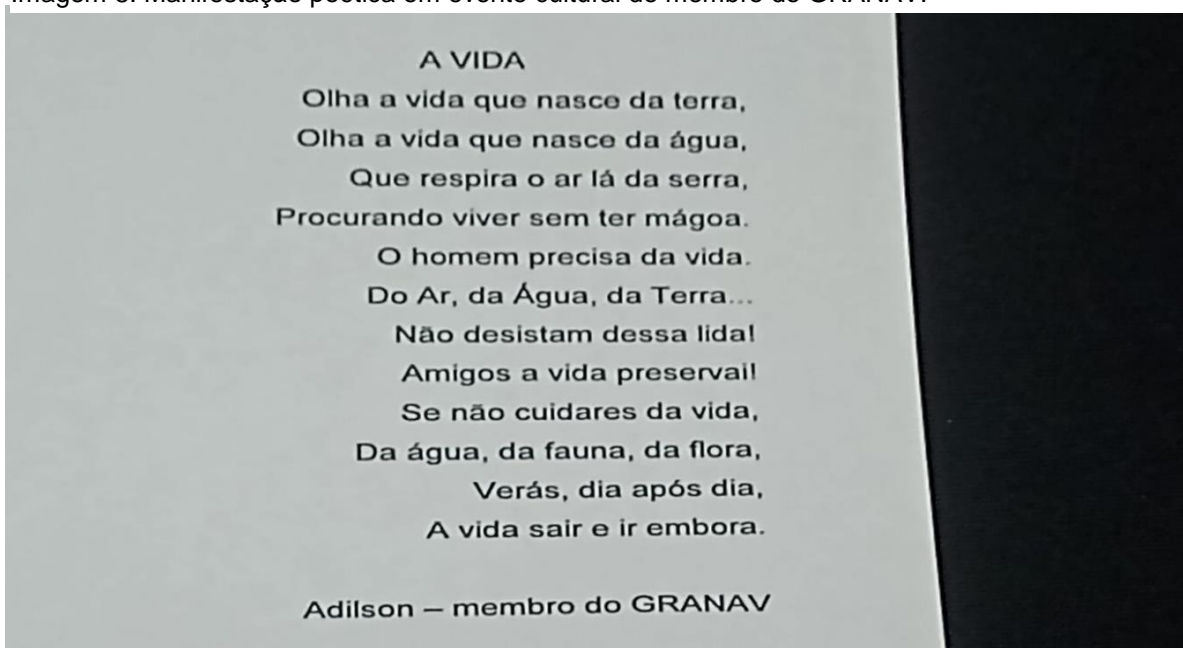 A VIDA
Olha a vida que nasce da terra,
Olha a vida que nasce da água,
Que respira o ar lá da serra,
Procurando viver sem ter mágoa.
O homem precisa da vida.
Do Ar, da Água, da Terra...
Não desistam dessa lida!
Amigos a vida preservai!
Se não cuidares da vida,
Da água, da fauna, da flora,
Verás, dia após dia,
A vida sair e ir embora.
Adilson – membro do GRANAV